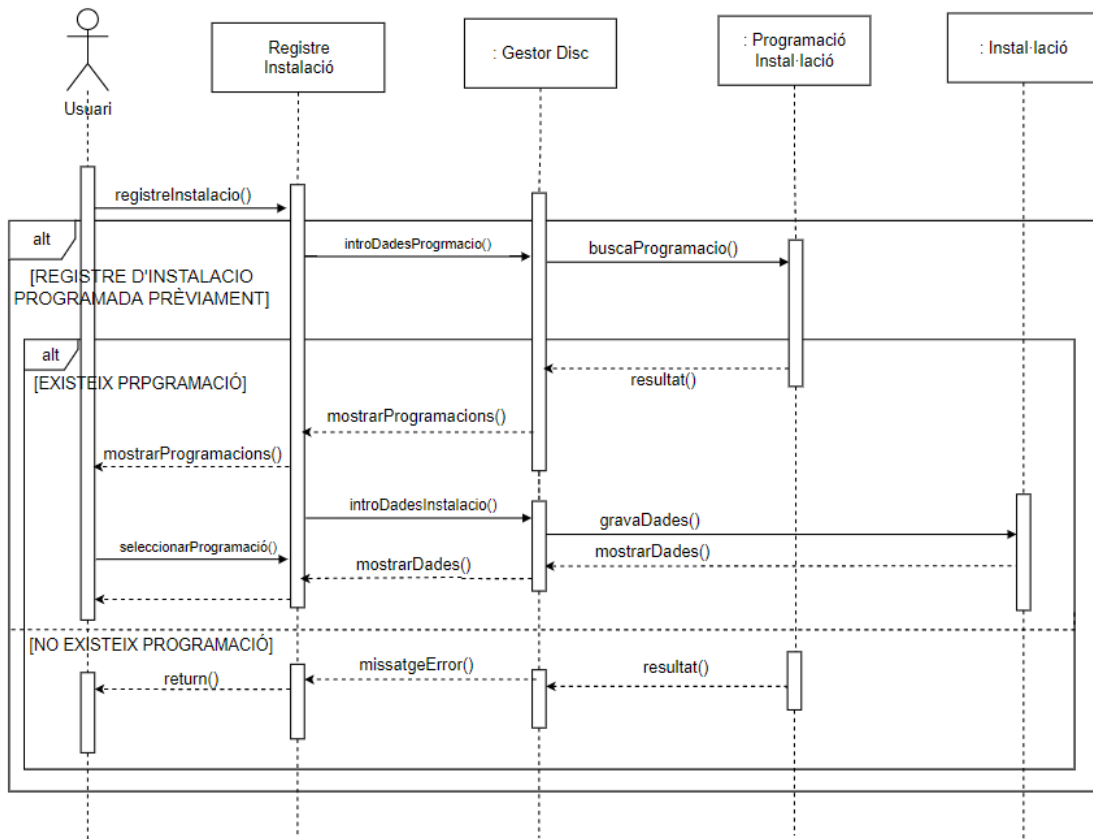 Usuari
Registre
Instalació
: Gestor Disc
: Programació
Instal·lació
: Instal·lació
registreInstalacio()
alt
introDadesProgrmacio()
buscaProgramacio()
[REGISTRE D'INSTALACIO
PROGRAMADA PRÈVIAMENT]
alt
[EXISTEIX PRPGRAMACIÓ]
resultat()
mostrarProgramacions()
mostrarProgramacions()
introDadesInstalacio()
gravaDades()
seleccionarProgramació()
mostrarDades()
mostrarDades()
[NO EXISTEIX PROGRAMACIÓ]
missatgeError()
resultat()
return()